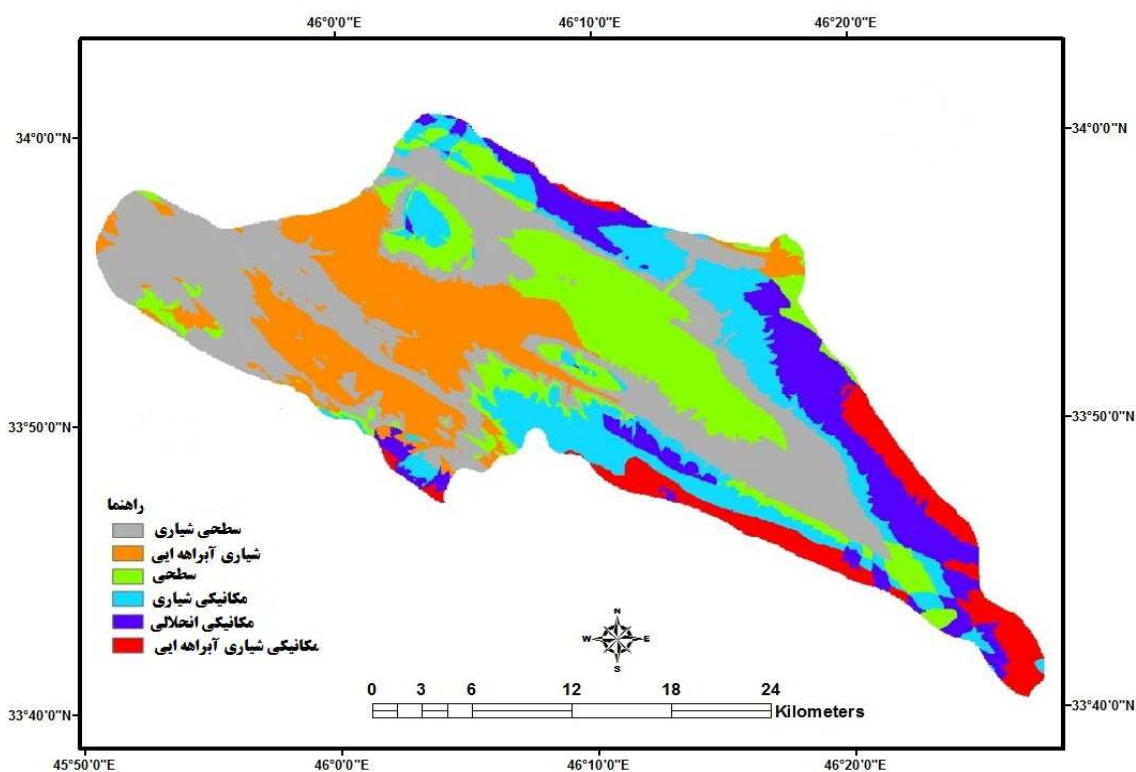 46°0'0"E 46°10'0"E 46°20'0"E
34°0'0"N 34°0'0"N
33°50'0"N 33°50'0"N
راهنما
سطحی شیاری
شیاری آبراهه ایی
سطحی
مکانیکی شیاری
مکانیکی انحلالی
مکانیکی شیاری آبراهه ایی
N
W E
S
0 3 6 12 18 24
Kilometers
33°40'0"N 33°40'0"N
45°50'0"E 46°0'0"E 46°10'0"E 46°20'0"E